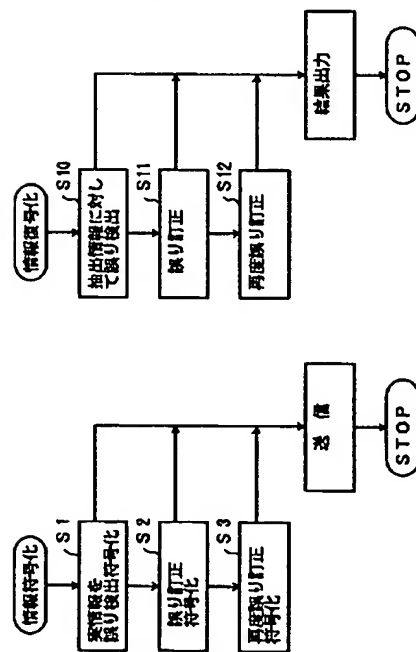 情報符号化
S1
実情報を
誤り検出符号化
S2
誤り訂正
符号化
S3
再度誤り訂正
符号化
送信
STOP
情報復号化
S10
抽出情報に対し
て誤り検出
S11
誤り訂正
S12
再度誤り訂正
結果出力
STOP